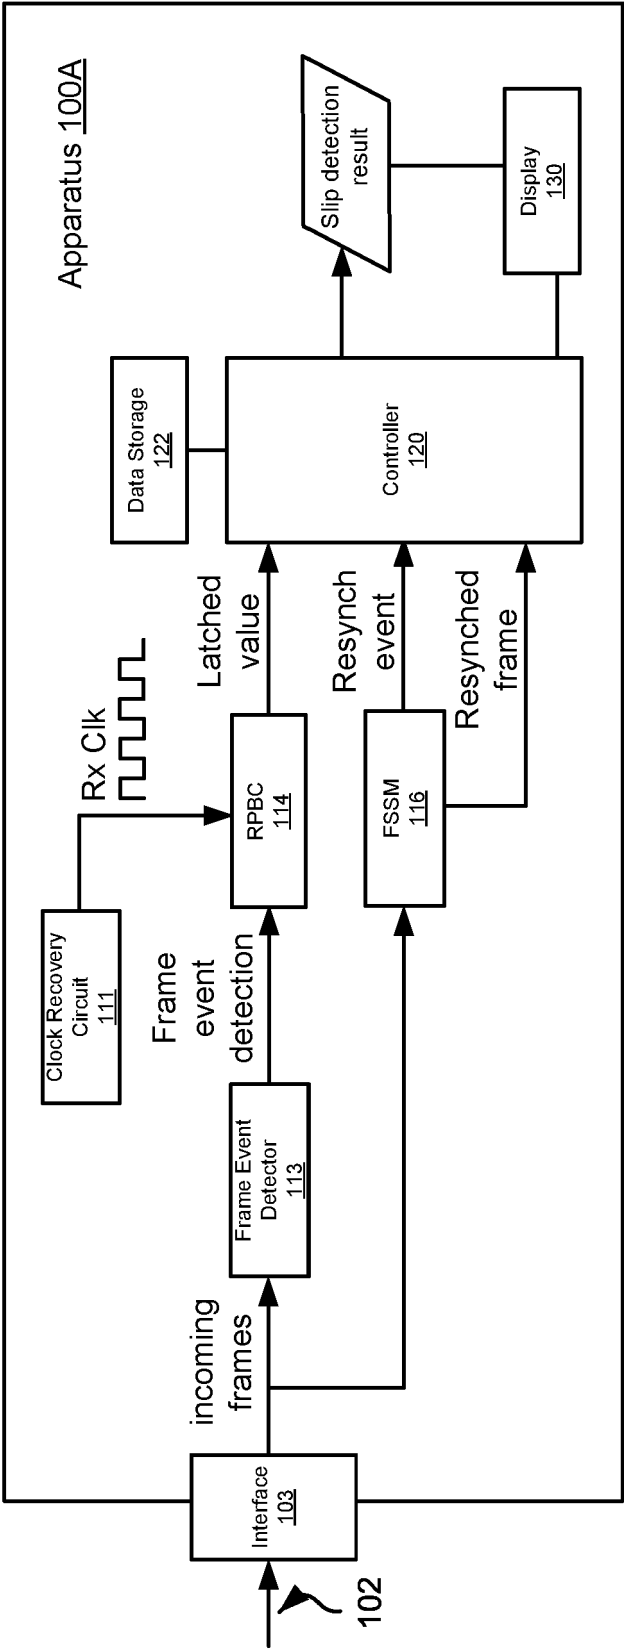 Apparatus 100A
Clock Recovery
Circuit
111
Rx Clk
Data Storage
122
Slip detection
result
102
Interface
103
incoming
frames
Frame Event
Detector
113
Frame
event
detection
RPBC
114
Latched
value
Controller
120
Display
130
FSSM
116
Resynch
event
Resynched
frame